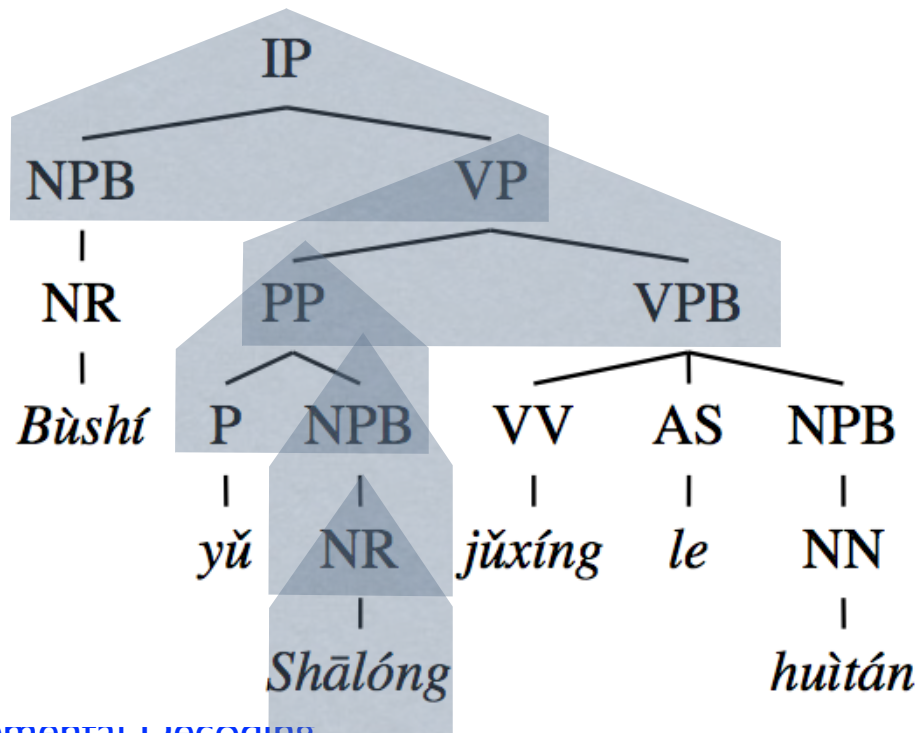 IP
NPB VP
NR PP VPB
Bùshí P NPB VV AS NPB
yǔ NR jǔxíng le NN
Shālóng huìtán